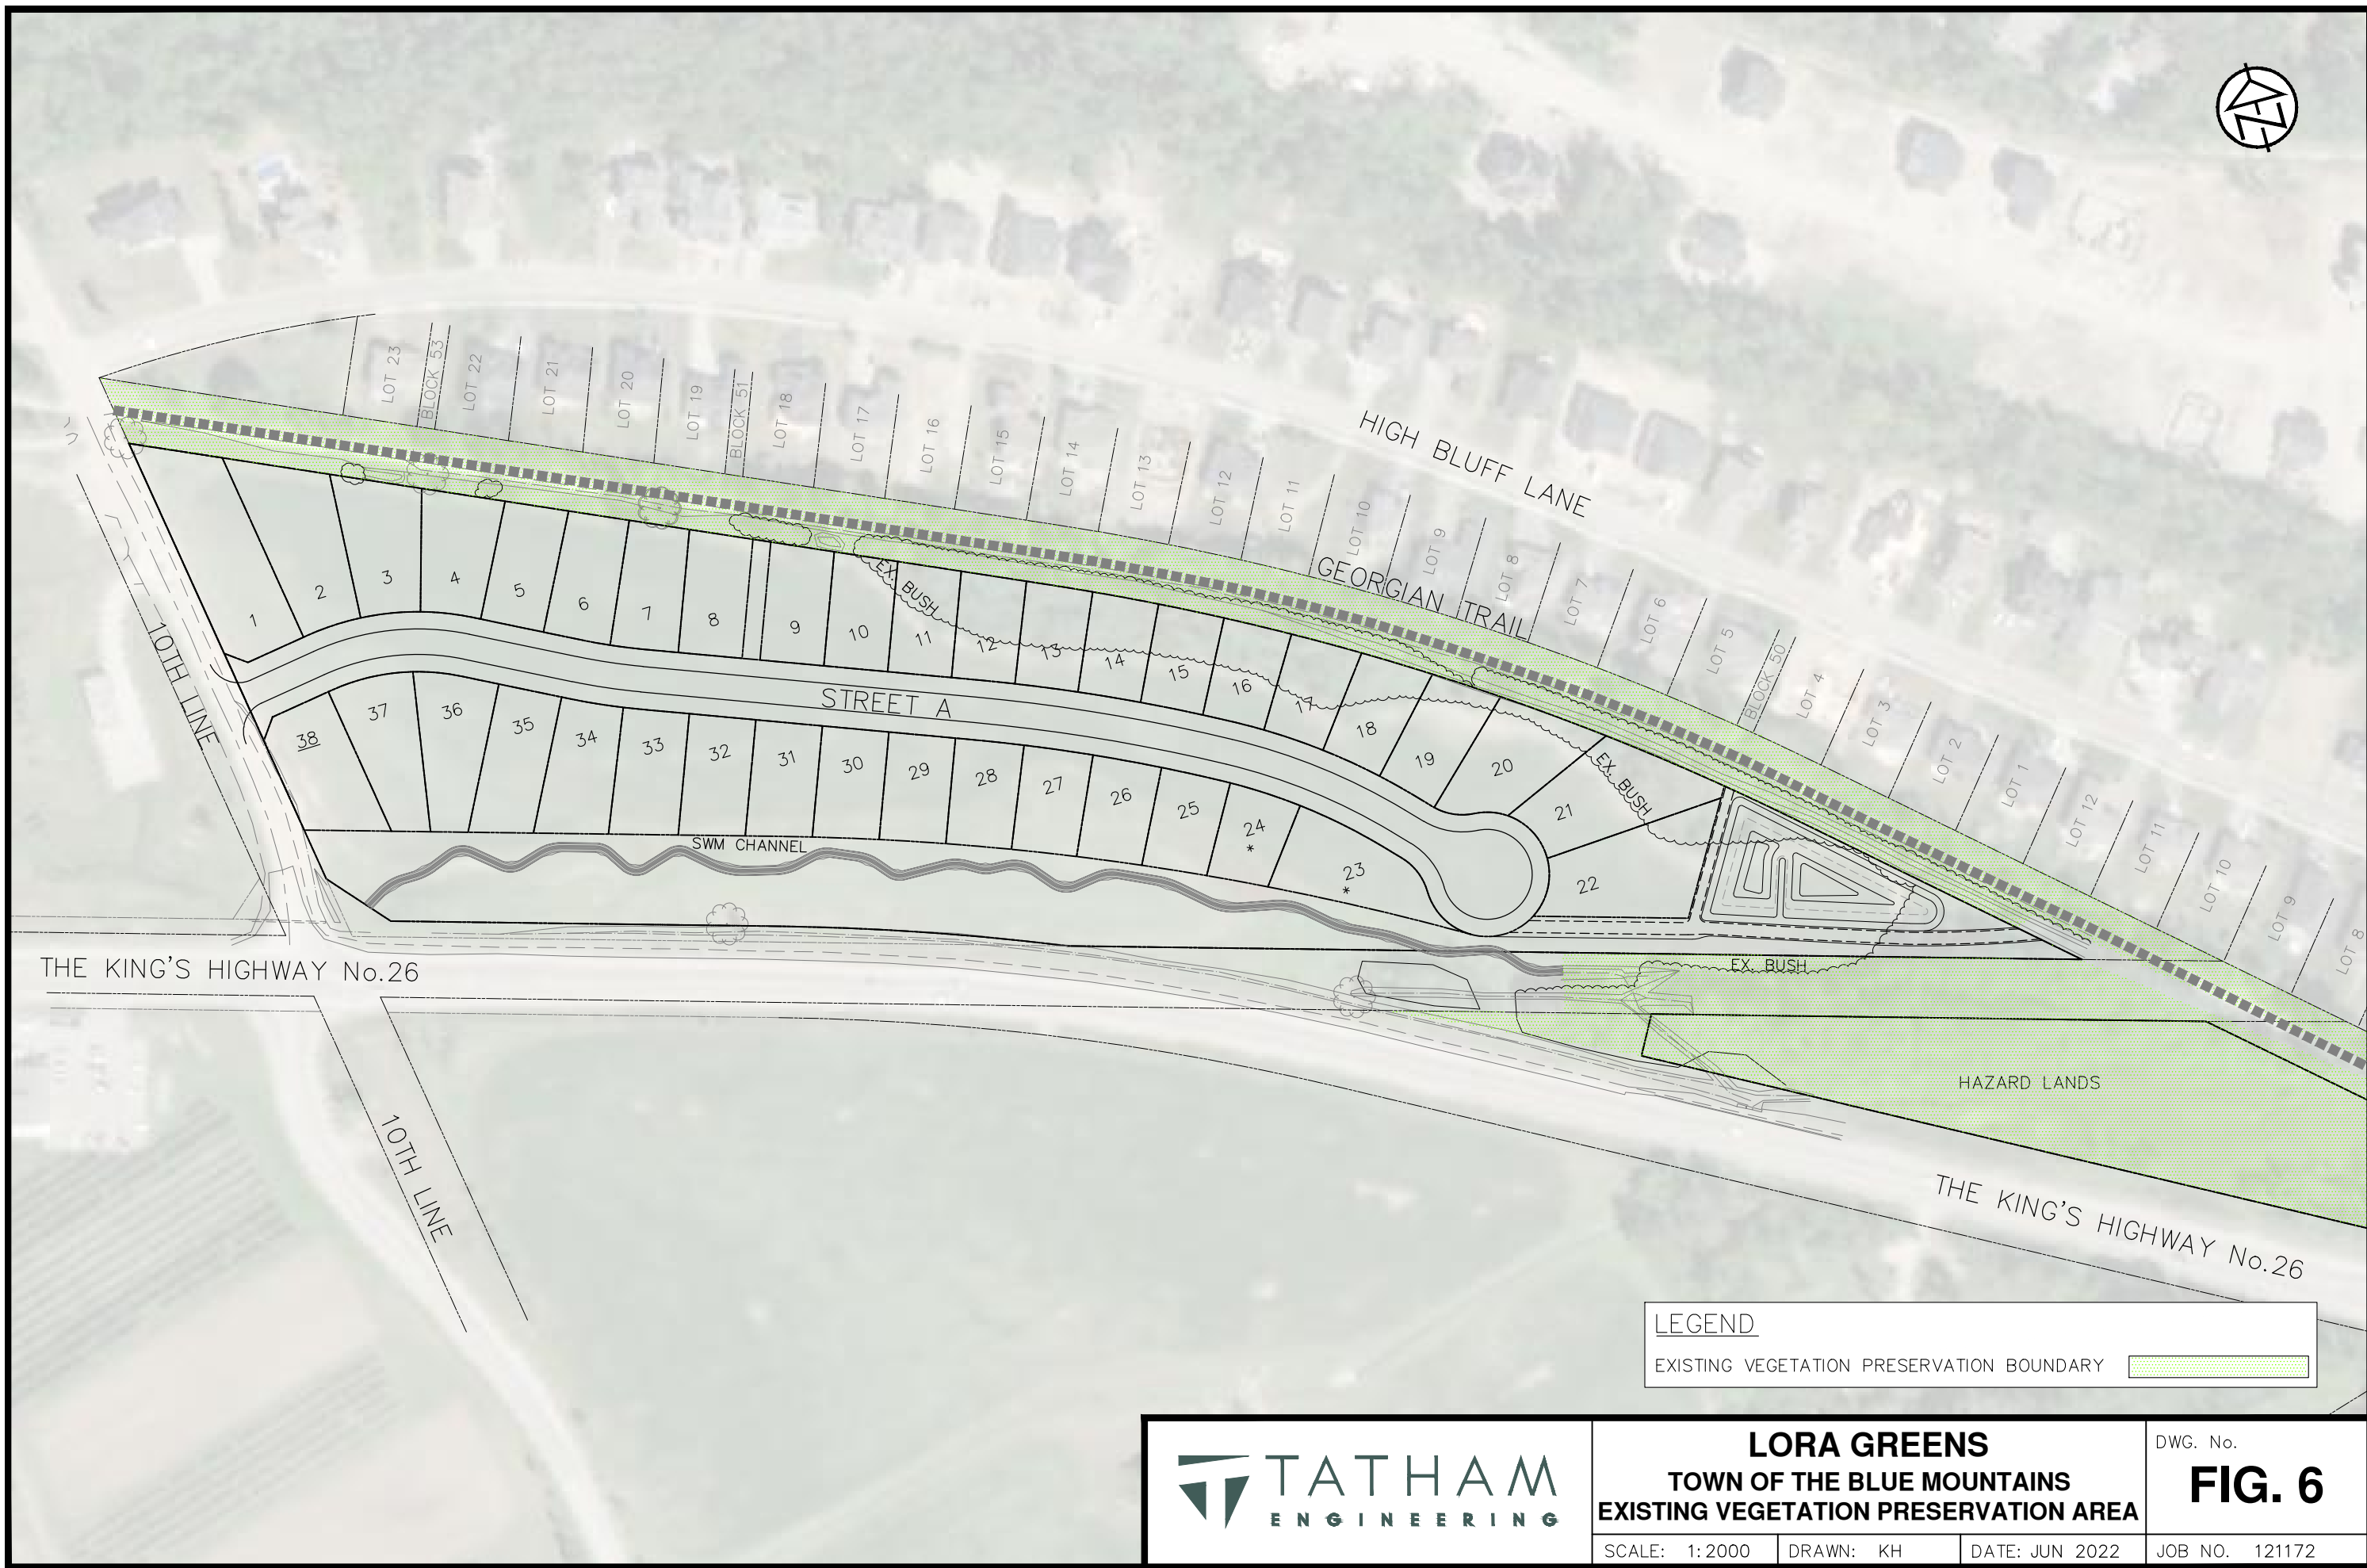 LOT 23
BLOCK 53
LOT 22
LOT 21
LOT 20
LOT 19
BLOCK 51
LOT 18
LOT 17
LOT 16
LOT 15
LOT 14
LOT 13
LOT 12
LOT 11
LOT 10
LOT 9
LOT 8
LOT 7
LOT 6
LOT 5
BLOCK 50
LOT 4
LOT 3
LOT 2
LOT 1
LOT 12
LOT 11
LOT 10
LOT 9
LOT 8
HIGH BLUFF LANE
GEORGIAN TRAIL
N
1
2
3
4
5
6
7
8
9
10
11
12
13
14
15
16
17
18
19
20
21
22
EX. BUSH
EX. BUSH
STREET A
10TH LINE
38
37
36
35
34
33
32
31
30
29
28
27
26
25
24
*
23
*
SWM CHANNEL
EX. BUSH
THE KING'S HIGHWAY No.26
HAZARD LANDS
10TH LINE
THE KING'S HIGHWAY No.26
LEGEND
EXISTING VEGETATION PRESERVATION BOUNDARY
TATHAM
ENGINEERING
LORA GREENS
TOWN OF THE BLUE MOUNTAINS
EXISTING VEGETATION PRESERVATION AREA
DWG. No.
FIG. 6
SCALE: 1:2000
DRAWN: KH
DATE: JUN 2022
JOB NO. 121172